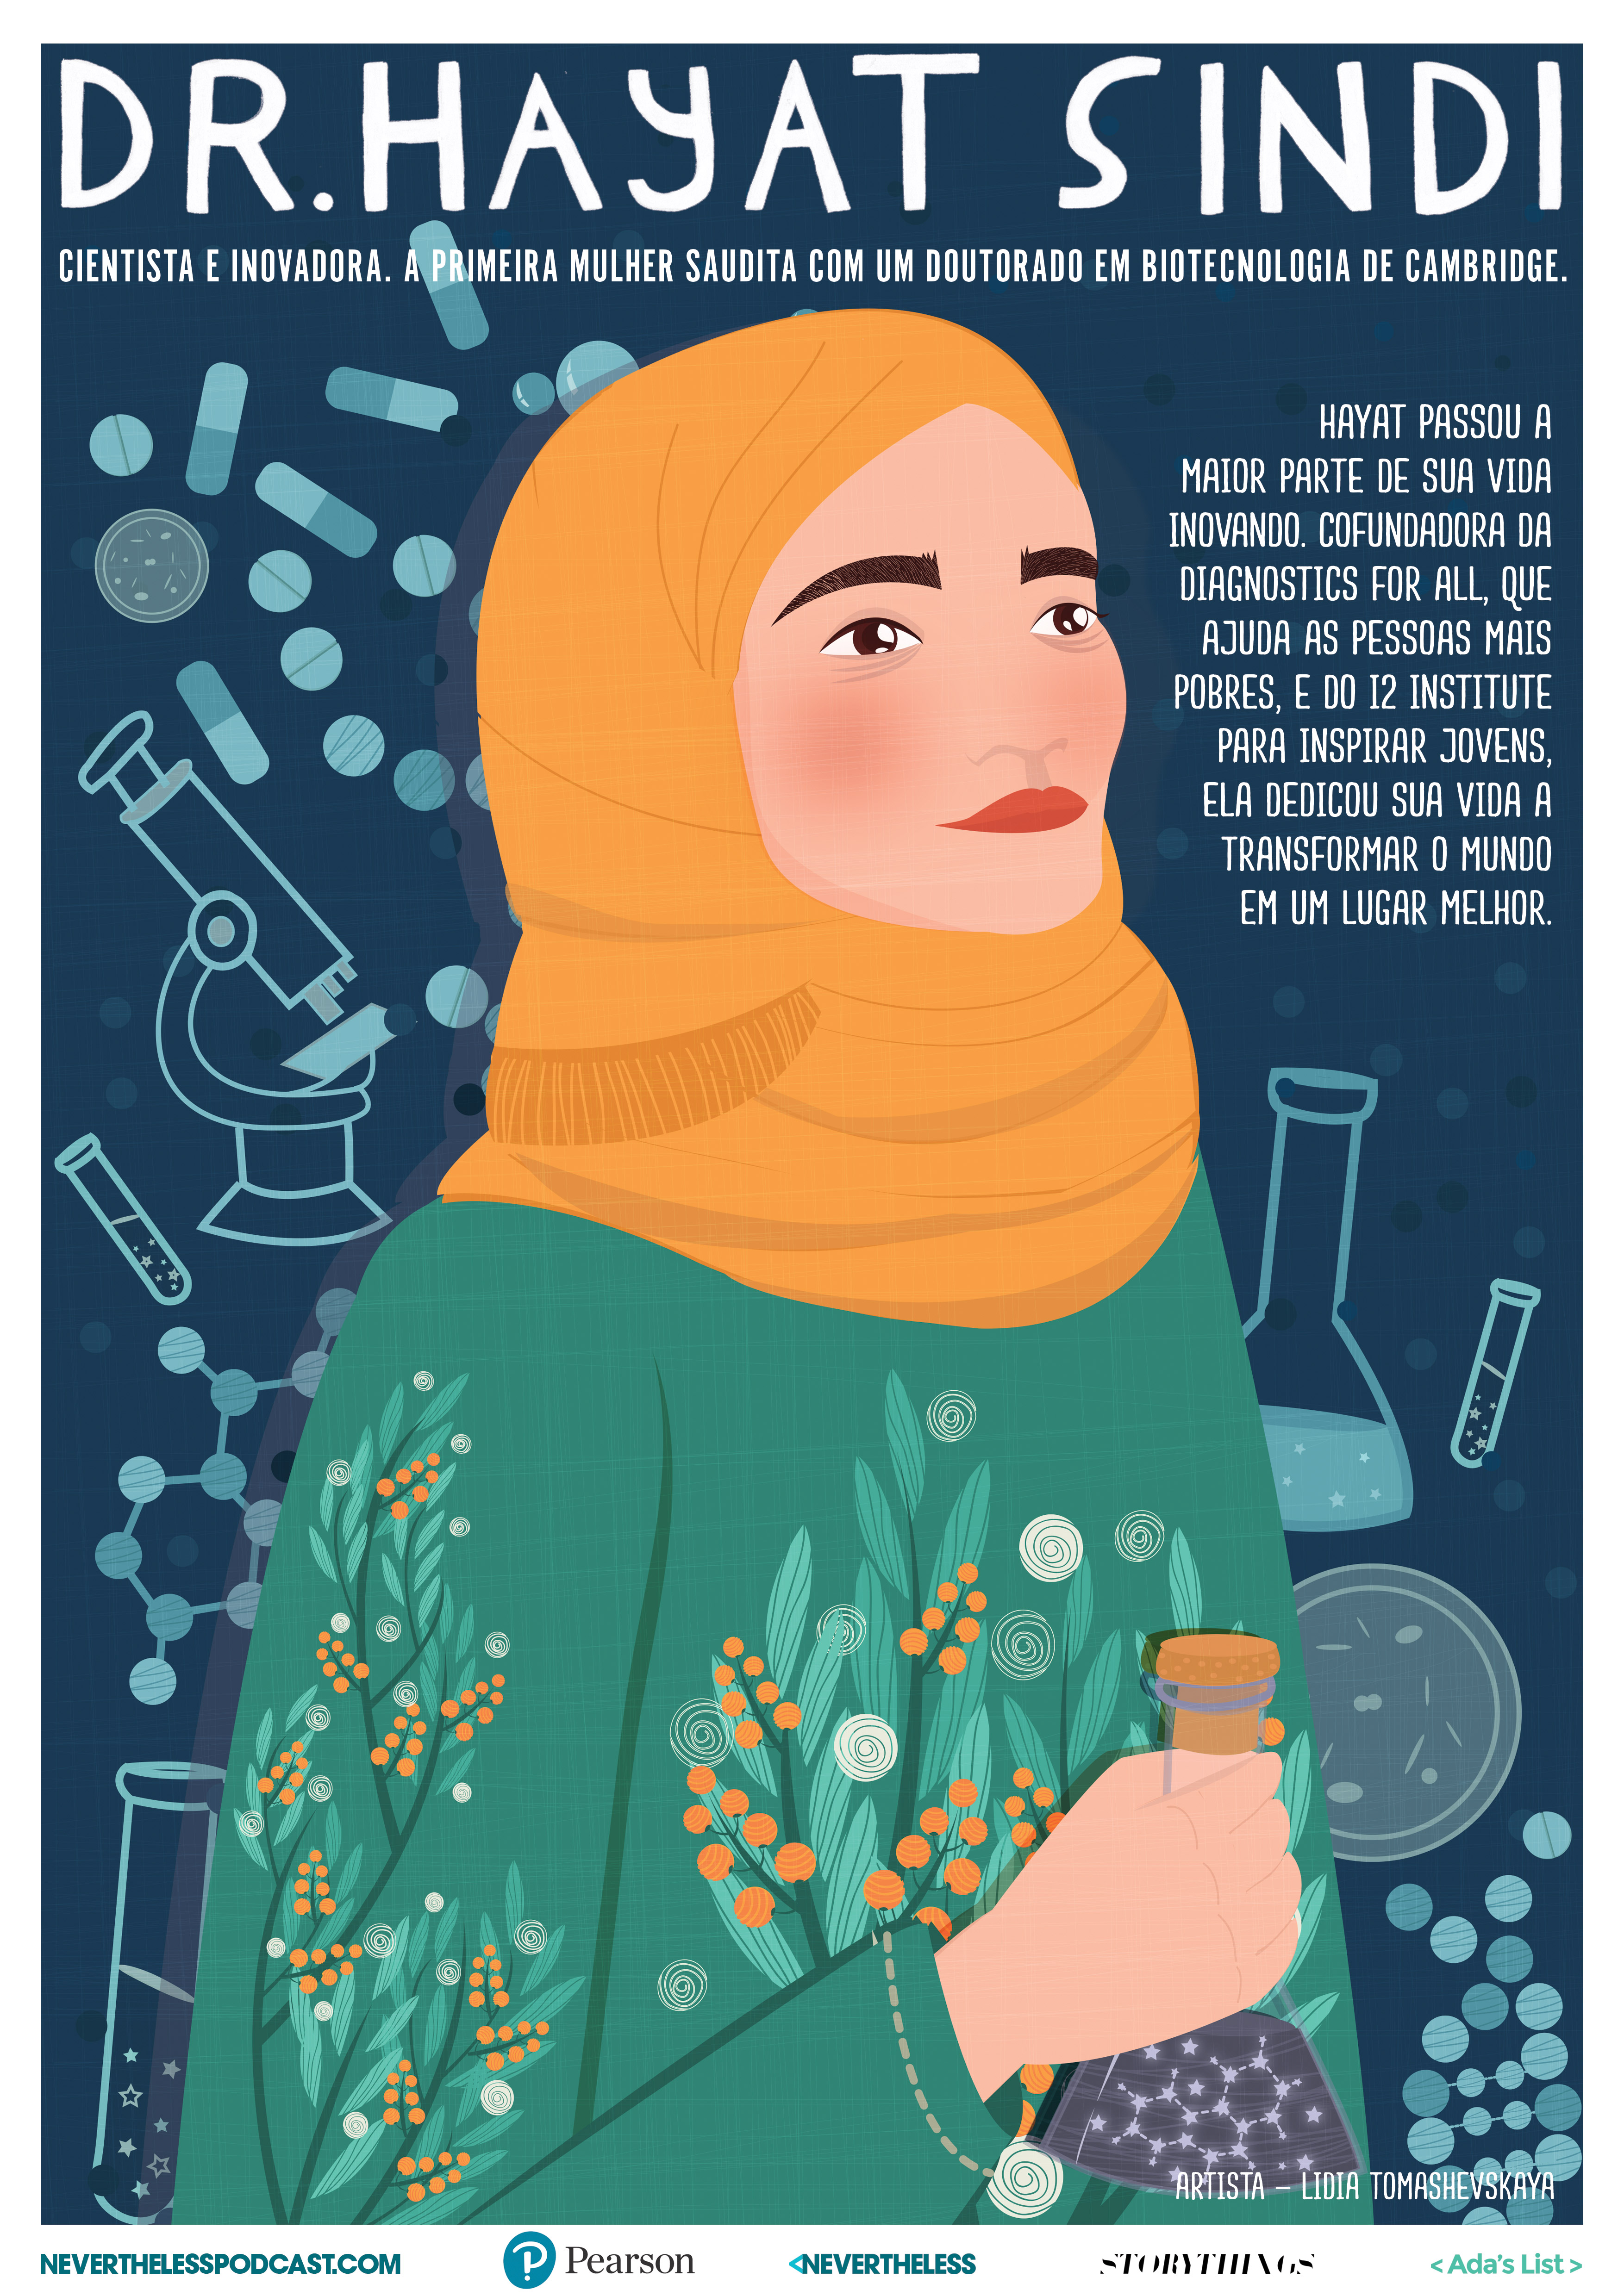 DR. HAYAT SINDI
CIENTISTA E INOVADORA. A PRIMEIRA MULHER SAUDITA COM UM DOUTORADO EM BIOTECNOLOGIA DE CAMBRIDGE.
HAYAT PASSOU A
MAIOR PARTE DE SUA VIDA
INOVANDO. COFUNDADORA DA
DIAGNOSTICS FOR ALL, QUE
AJUDA AS PESSOAS MAIS
POBRES, E DO I2 INSTITUTE
PARA INSPIRAR JOVENS,
ELA DEDICOU SUA VIDA A
TRANSFORMAR O MUNDO
EM UM LUGAR MELHOR.
ARTISTA – LIDIA TOMASHEVSKAYA
NEVERTHELESSPODCAST.COM
P Pearson
<NEVERTHELESS
STORYTHINGS
< Ada's List >